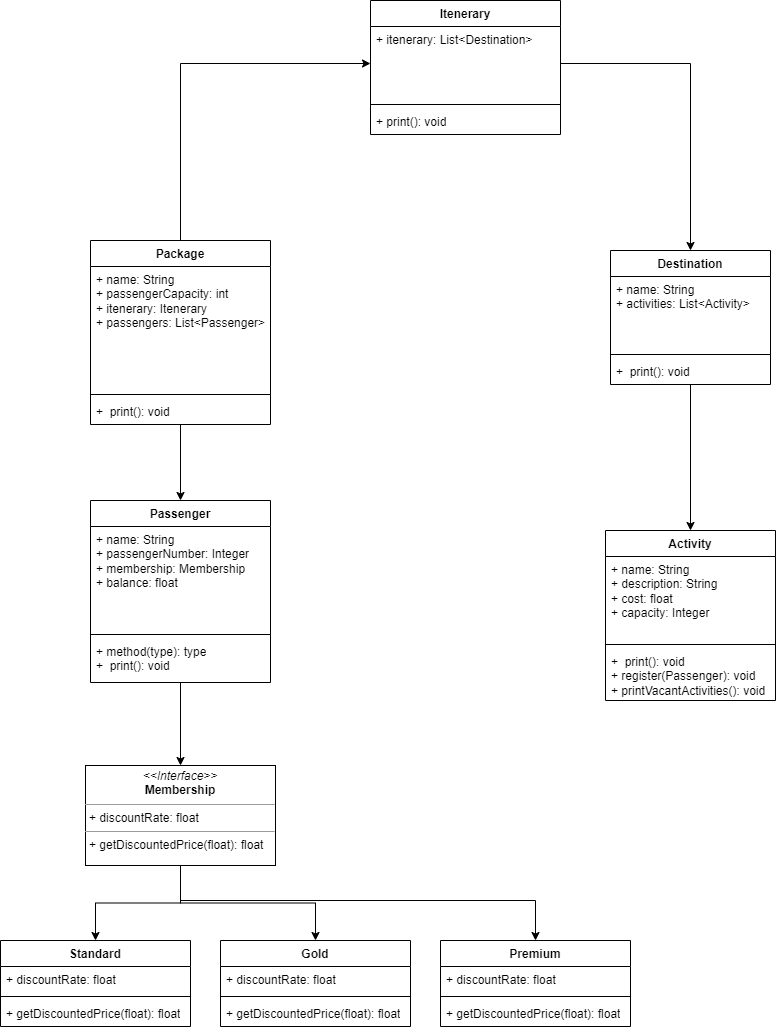 Itenerary
+ itenerary: List<Destination>
+ print(): void
Package
+ name: String
+ passengerCapacity: int
+ itenerary: Itenerary
+ passengers: List<Passenger>
+ print(): void
Destination
+ name: String
+ activities: List<Activity>
+ print(): void
Passenger
+ name: String
+ passengerNumber: Integer
+ membership: Membership
+ balance: float
+ method(type): type
+ print(): void
Activity
+ name: String
+ description: String
+ cost: float
+ capacity: Integer
+ print(): void
+ register(Passenger): void
+ printVacantActivities(): void
<<Interface>>
Membership
+ discountRate: float
+ getDiscountedPrice(float): float
Standard
+ discountRate: float
+ getDiscountedPrice(float): float
Gold
+ discountRate: float
+ getDiscountedPrice(float): float
Premium
+ discountRate: float
+ getDiscountedPrice(float): float